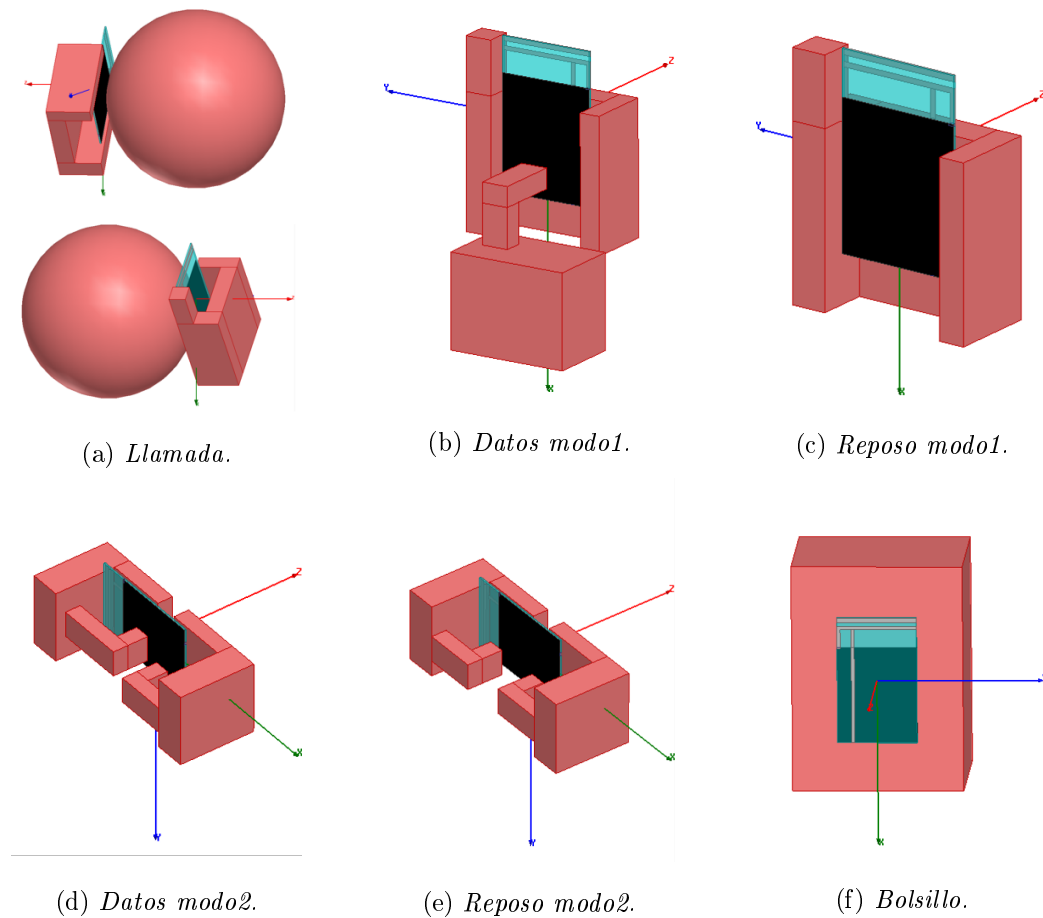 Z
Y
X
(a) Llamada.
(b) Datos modo1.
Z
Y
X
(c) Reposo modo1.
Z
X
Y
(d) Datos modo2.
Z
X
Y
(e) Reposo modo2.
X
(f) Bolsillo.